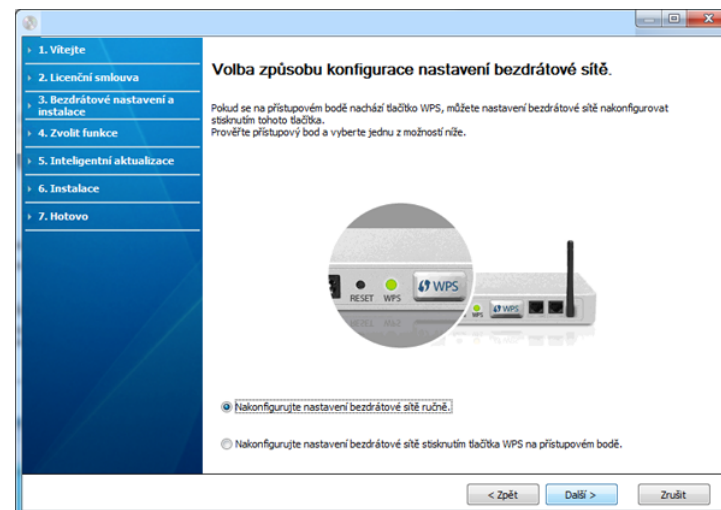 1. Vítejte
2. Licenční smlouva
3. Bezdrátové nastavení a
instalace
4. Zvolit funkce
5. Inteligentní aktualizace
6. Instalace
7. Hotovo
Volba způsobu konfigurace nastavení bezdrátové sítě.
Pokud se na přístupovém bodě nachází tlačítko WPS, můžete nastavení bezdrátové sítě nakonfigurovat
stisknutím tohoto tlačítka.
Prověřte přístupový bod a vyberte jednu z možností níže.
RESET WPS WPS
WPS WPS
Nakonfigurujte nastavení bezdrátové sítě ručně.
Nakonfigurujte nastavení bezdrátové sítě stisknutím tlačítka WPS na přístupovém bodě.
< Zpět Další > Zrušit